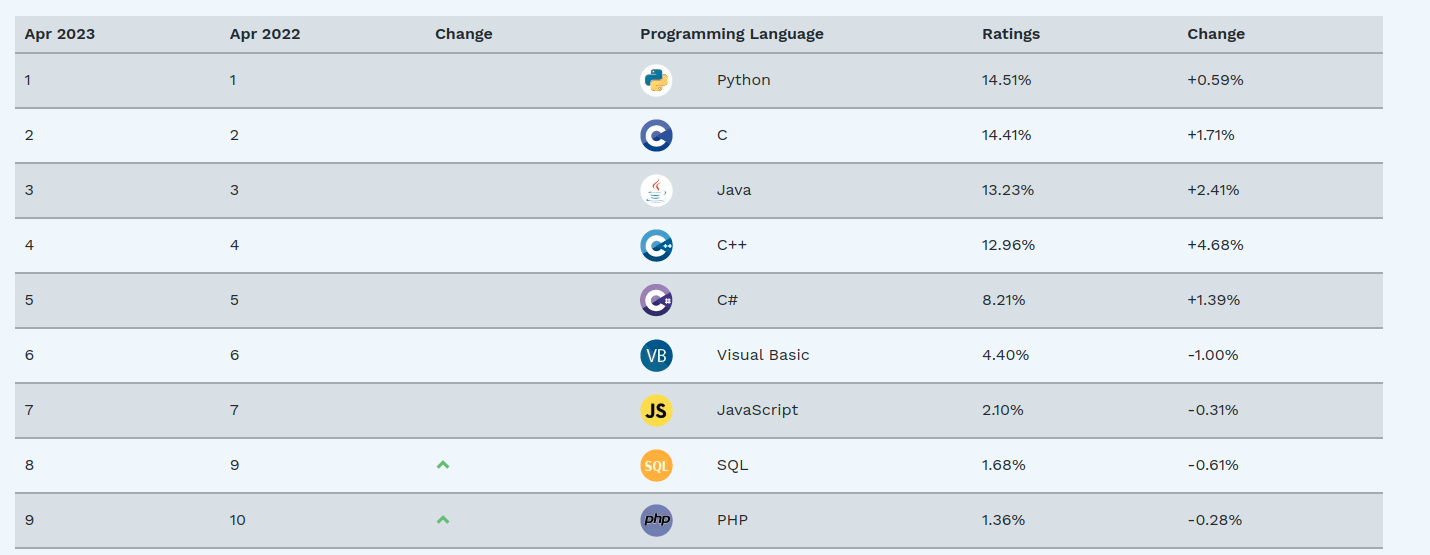 Apr 2023 Apr 2022 Change Programming Language Ratings Change
1 1 Python 14.51% +0.59%
2 2 C 14.41% +1.71%
3 3 Java 13.23% +2.41%
4 4 C++ 12.96% +4.68%
5 5 C# 8.21% +1.39%
6 6 VB Visual Basic 4.40% -1.00%
7 7 JS JavaScript 2.10% -0.31%
8 9 SQL SQL 1.68% -0.61%
9 10 php PHP 1.36% -0.28%